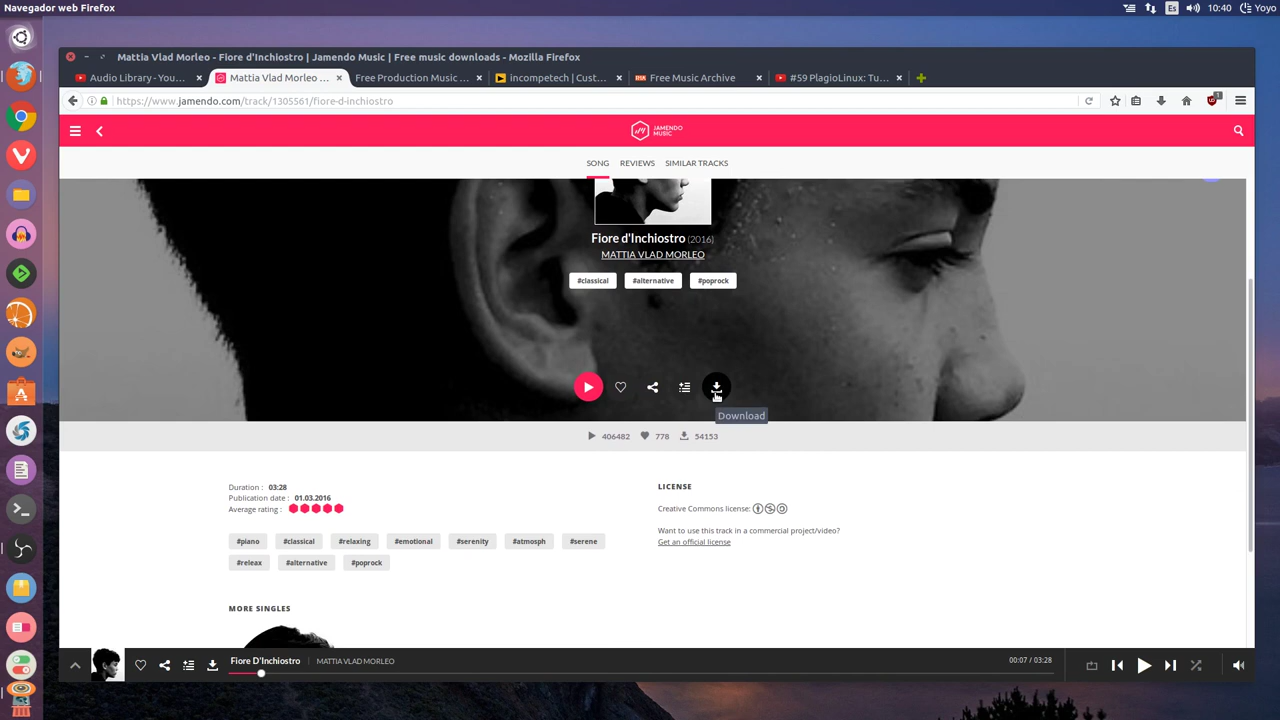 Navegador web Firefox
Es
10:40
Yoyo
Mattia Vlad Morleo - Fiore d'Inchiostro | Jamendo Music | Free music downloads - Mozilla Firefox
Audio Library - You...
Mattia Vlad Morleo ...
Free Production Music ...
incompetech | Cust...
Free Music Archive
#59 PlagioLinux: Tu...
https://www.jamendo.com/track/1305561/fiore-d-inchiostro
1
JAMENDO
MUSIC
SONG
REVIEWS
SIMILAR TRACKS
Fiore d'Inchiostro (2016)
MATTIA VLAD MORLEO
#classical
#alternative
#poprock
Download
406482
778
54153
Duration : 03:28
Publication date : 01.03.2016
Average rating :
#piano
#classical
#relaxing
#emotional
#serenity
#atmosph
#serene
#releax
#alternative
#poprock
LICENSE
Creative Commons license:
Want to use this track in a commercial project/video?
Get an official license
MORE SINGLES
Fiore D'Inchiostro
MATTIA VLAD MORLEO
00:07 / 03:28